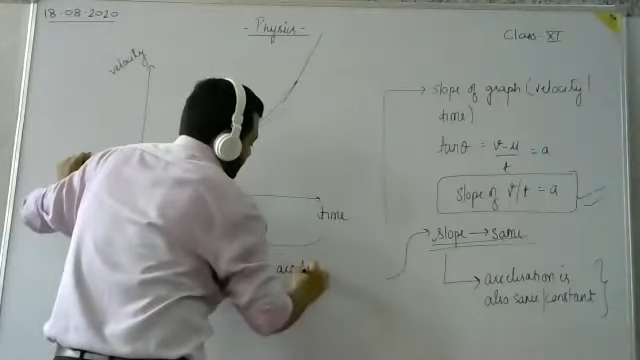 18-08-2020
- Physics -
Class - XI
velocity
time
slope of graph (velocity/
time)
tanθ = v-u/t = a
slope of v/t = a
slope → same
accleration is
also same/constant